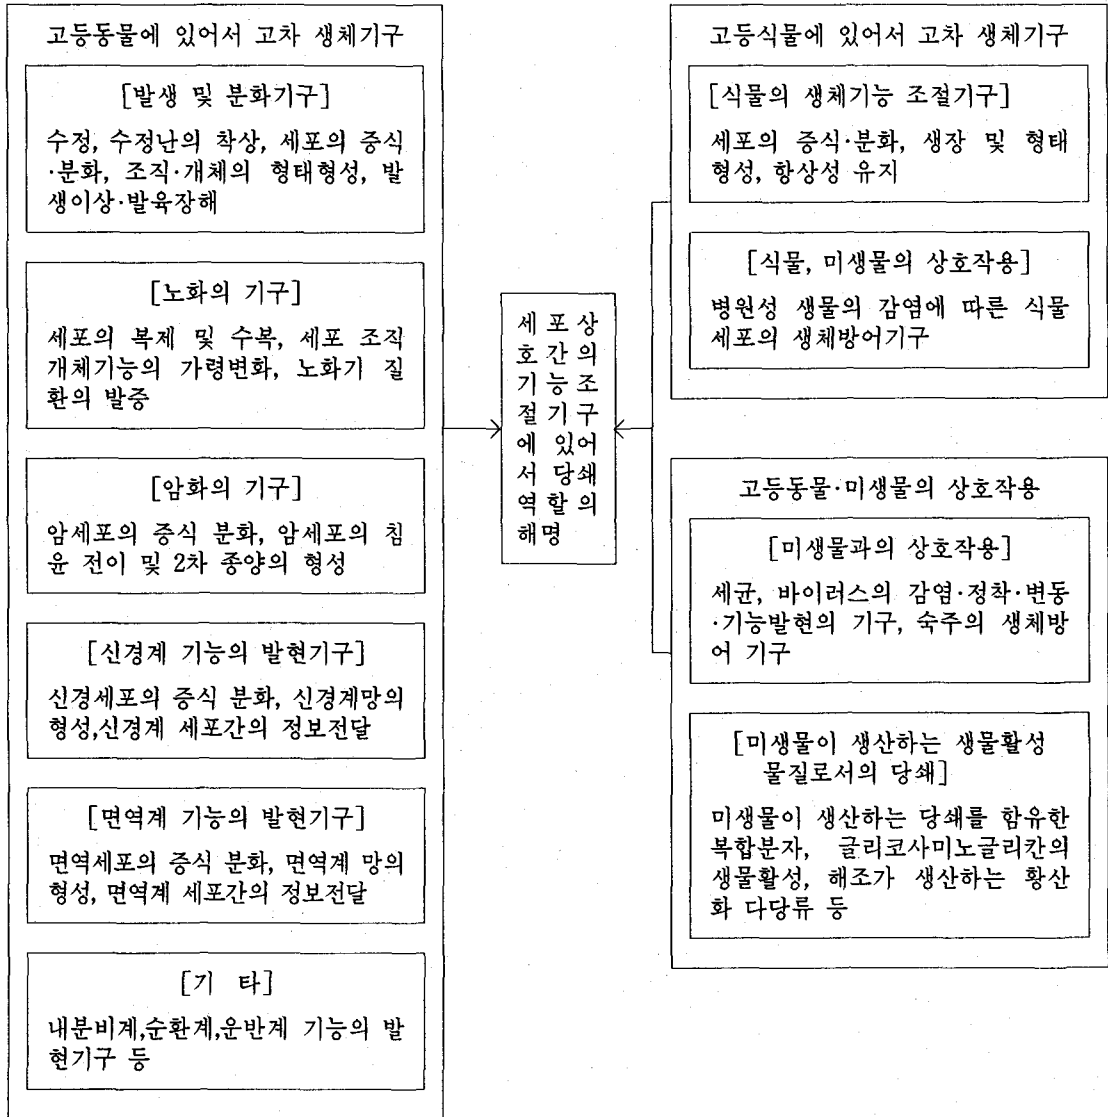 고등동물에 있어서 고차 생체기구
[발생 및 분화기구]
수정, 수정난의 착상, 세포의 증식
·분화, 조직·개체의 형태형성, 발
생이상·발육장해
[노화의 기구]
세포의 복제 및 수복, 세포 조직
개체기능의 가령변화, 노화기 질
환의 발증
[암화의 기구]
암세포의 증식 분화, 암세포의 침
윤 전이 및 2차 종양의 형성
[신경계 기능의 발현기구]
신경세포의 증식 분화, 신경계망의
형성,신경계 세포간의 정보전달
[면역계 기능의 발현기구]
면역세포의 증식 분화, 면역계 망의
형성, 면역계 세포간의 정보전달
[기 타]
내분비계,순환계,운반계 기능의 발
현기구 등
세포상
호간의
기능조
절기구
에 있어
서 당쇄
역할의
해명
고등식물에 있어서 고차 생체기구
[식물의 생체기능 조절기구]
세포의 증식·분화, 생장 및 형태
형성, 항상성 유지
[식물, 미생물의 상호작용]
병원성 생물의 감염에 따른 식물
세포의 생체방어기구
고등동물·미생물의 상호작용
[미생물과의 상호작용]
세균, 바이러스의 감염·정착·변동
·기능발현의 기구, 숙주의 생체방
어 기구
[미생물이 생산하는 생물활성
물질로서의 당쇄]
미생물이 생산하는 당쇄를 함유한
복합분자, 글리코사미노글리칸의
생물활성, 해조가 생산하는 황산
화 다당류 등